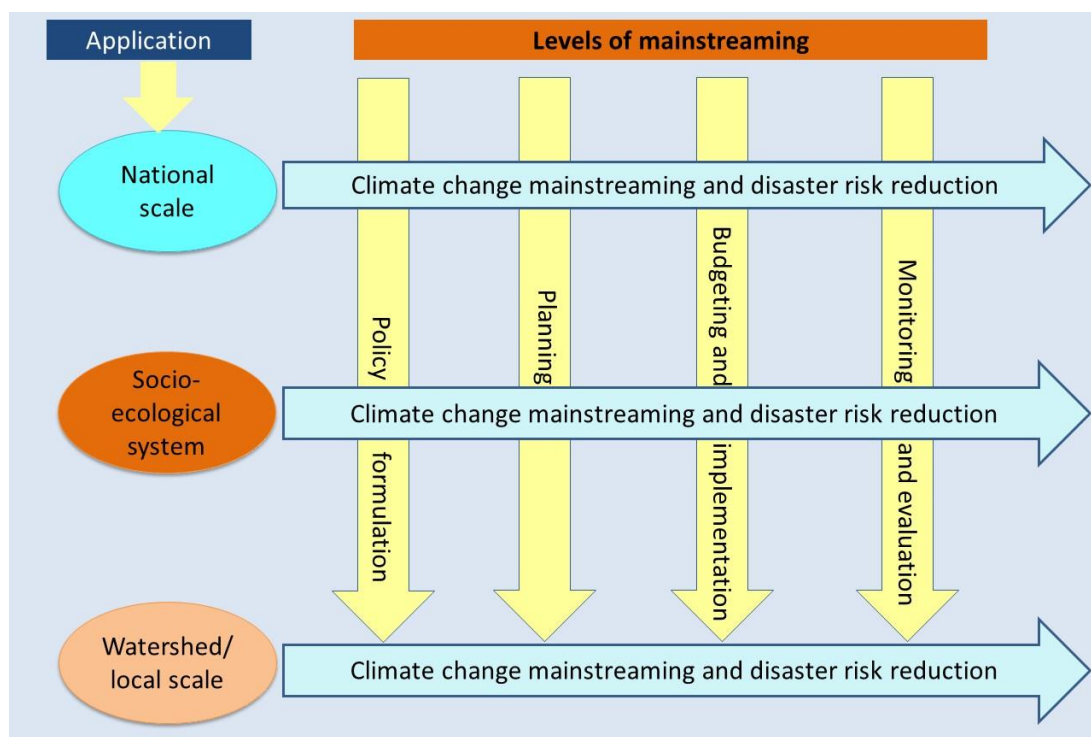 Application
Levels of mainstreaming
National
scale
Climate change mainstreaming and disaster risk reduction
Policy
formulation
Planning
Budgeting and
implementation
Monitoring
and evaluation
Socio-
ecological
system
Climate change mainstreaming and disaster risk reduction
Watershed/
local scale
Climate change mainstreaming and disaster risk reduction